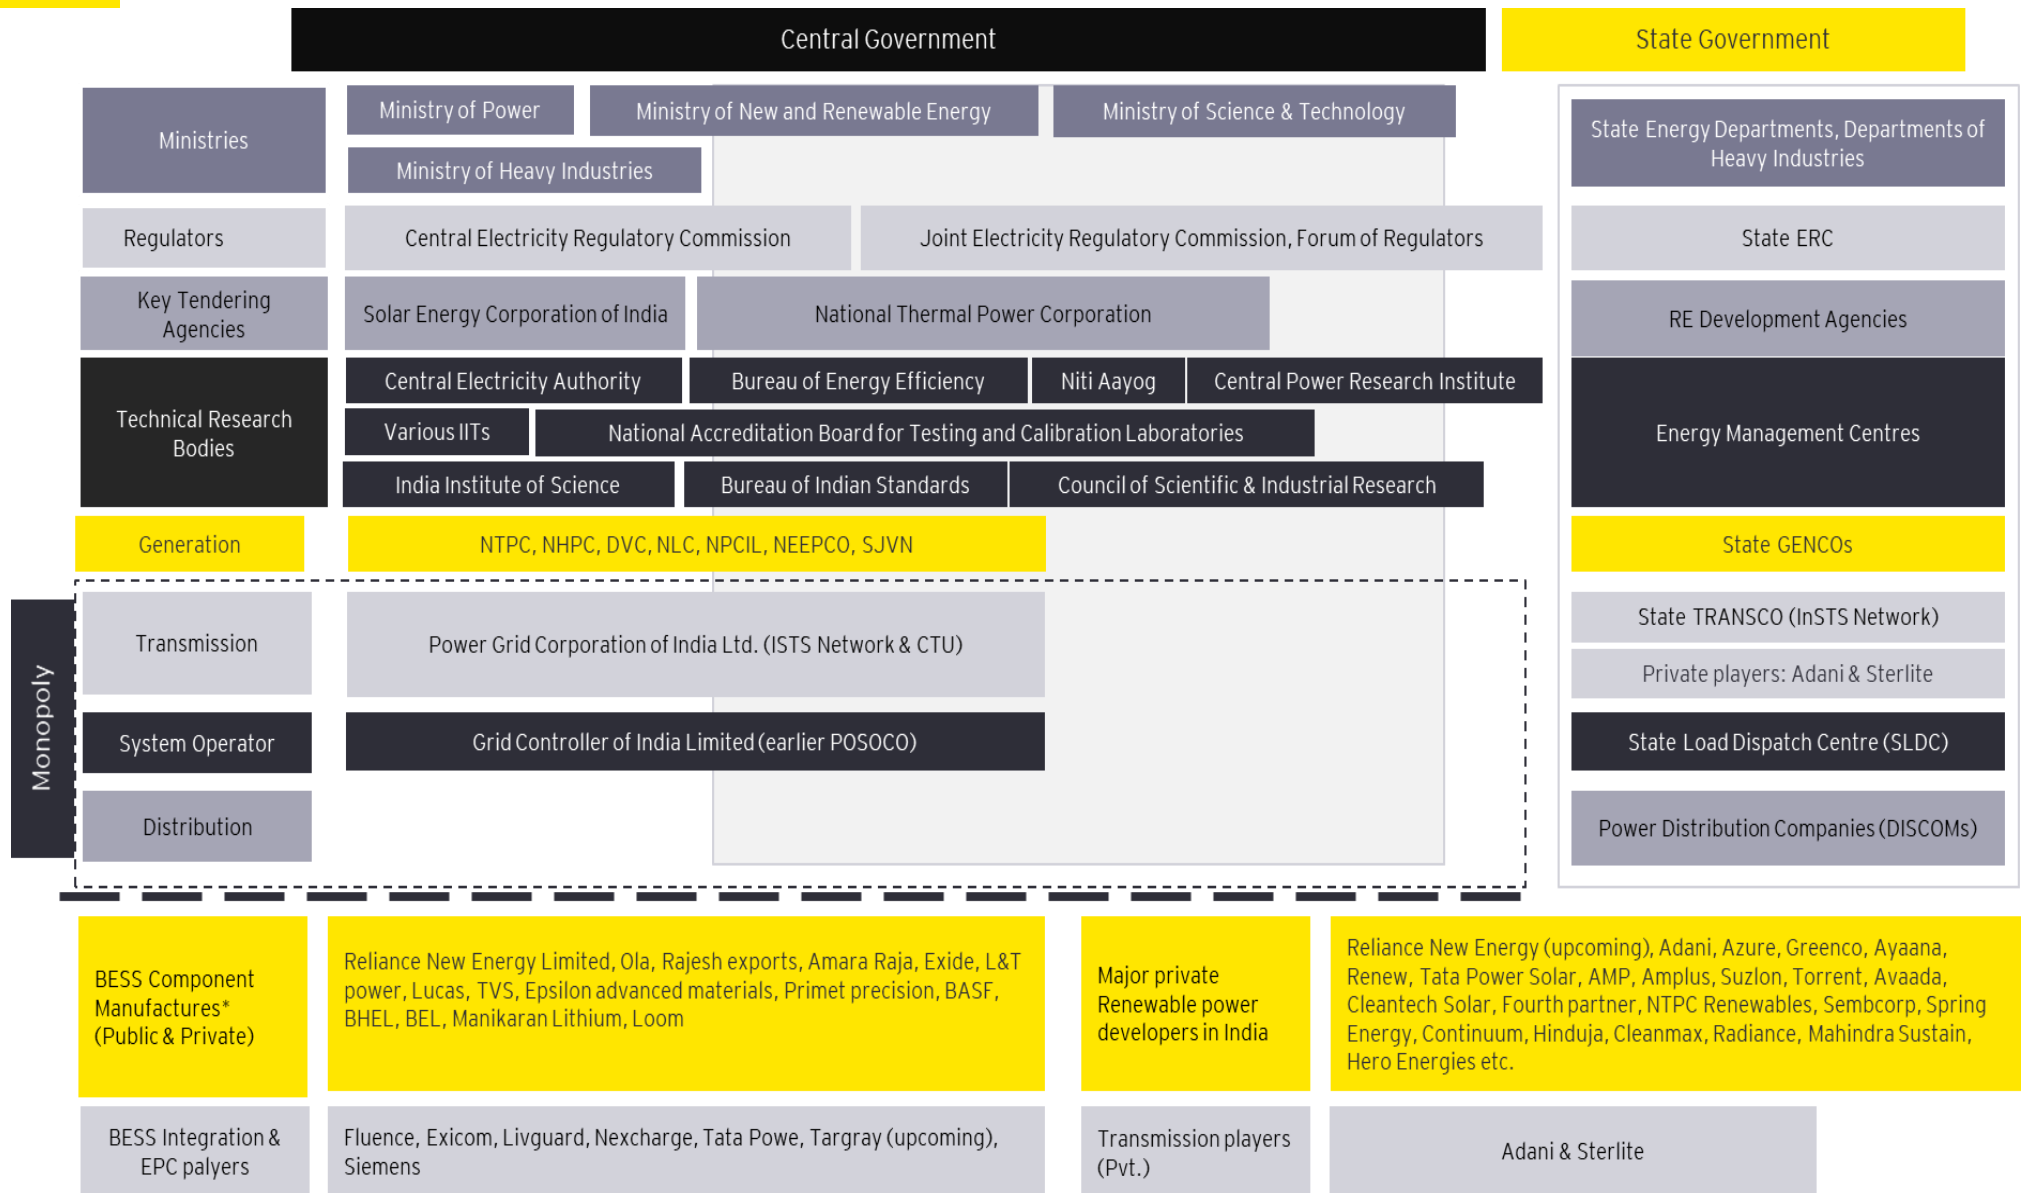 Central Government
State Government
Ministries
Ministry of Power
Ministry of New and Renewable Energy
Ministry of Science & Technology
Ministry of Heavy Industries
State Energy Departments, Departments of
Heavy Industries
Regulators
Central Electricity Regulatory Commission
Joint Electricity Regulatory Commission, Forum of Regulators
State ERC
Key Tendering
Agencies
Solar Energy Corporation of India
National Thermal Power Corporation
RE Development Agencies
Technical Research
Bodies
Central Electricity Authority
Bureau of Energy Efficiency
Niti Aayog
Central Power Research Institute
Various IITs
National Accreditation Board for Testing and Calibration Laboratories
India Institute of Science
Bureau of Indian Standards
Council of Scientific & Industrial Research
Energy Management Centres
Generation
NTPC, NHPC, DVC, NLC, NPCIL, NEEPCO, SJVN
State GENCOs
Monopoly
Transmission
Power Grid Corporation of India Ltd. (ISTS Network & CTU)
State TRANSCO (InSTS Network)
Private players: Adani & Sterlite
System Operator
Grid Controller of India Limited (earlier POSOCO)
State Load Dispatch Centre (SLDC)
Distribution
Power Distribution Companies (DISCOMs)
BESS Component
Manufactures*
(Public & Private)
Reliance New Energy Limited, Ola, Rajesh exports, Amara Raja, Exide, L&T
power, Lucas, TVS, Epsilon advanced materials, Primet precision, BASF,
BHEL, BEL, Manikaran Lithium, Loom
Major private
Renewable power
developers in India
Reliance New Energy (upcoming), Adani, Azure, Greenco, Ayaana,
Renew, Tata Power Solar, AMP, Amplus, Suzlon, Torrent, Avaada,
Cleantech Solar, Fourth partner, NTPC Renewables, Sembcorp, Spring
Energy, Continuum, Hinduja, Cleanmax, Radiance, Mahindra Sustain,
Hero Energies etc.
BESS Integration &
EPC palyers
Fluence, Exicom, Livguard, Nexcharge, Tata Powe, Targray (upcoming),
Siemens
Transmission players
(Pvt.)
Adani & Sterlite